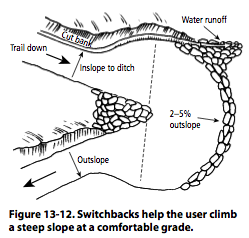 Water runoff
Cut bank
Trail down
Inslope to ditch
2–5%
outslope
Outslope
Figure 13-12. Switchbacks help the user climb
a steep slope at a comfortable grade.